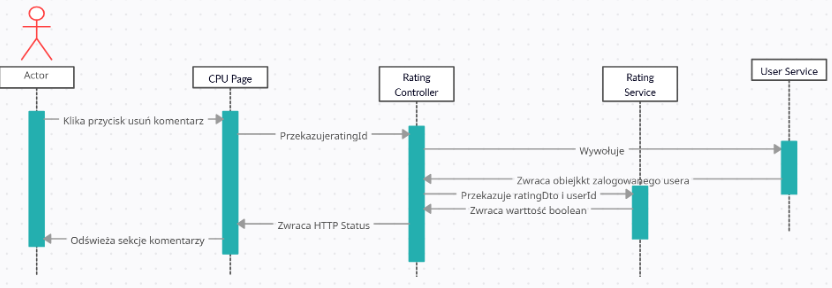 Actor
CPU Page
Rating
Controller
Rating
Service
User Service
Klika przycisk usuń komentarz
PrzekazujeratingId
Wywołuje
Zwraca obiejkkt zalogowanego usera
Przekazuje ratingDto i userId
Zwraca warttość boolean
Zwraca HTTP Status
Odświeża sekcje komentarzy